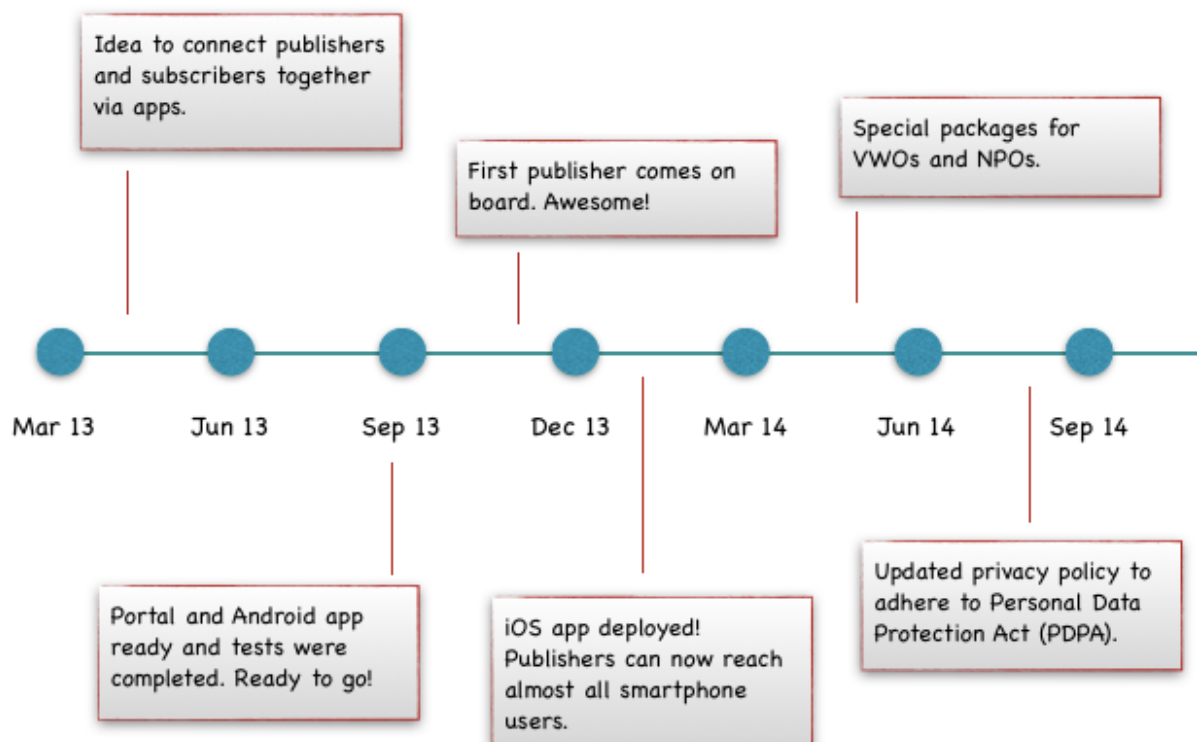 Idea to connect publishers
and subscribers together
via apps.
First publisher comes on
board. Awesome!
Special packages for
VWOs and NPOs.
Mar 13
Jun 13
Sep 13
Dec 13
Mar 14
Jun 14
Sep 14
Portal and Android app
ready and tests were
completed. Ready to go!
iOS app deployed!
Publishers can now reach
almost all smartphone
users.
Updated privacy policy to
adhere to Personal Data
Protection Act (PDPA).